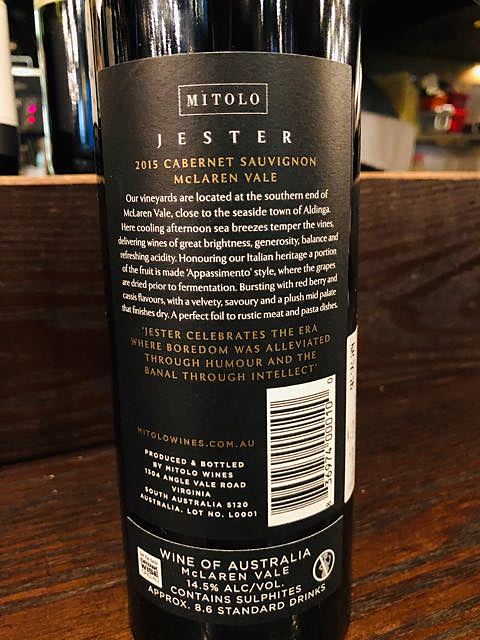 MITOLO
JESTER
2015 CABERNET SAUVIGNON
McLAREN VALE
Our vineyards are located at the southern end of
McLaren Vale, close to the seaside town of Aldinga.
Here cooling afternoon sea breezes temper the vines,
delivering wines of great brightness, generosity, balance and
refreshing acidity. Honouring our Italian heritage a portion
of the fruit is made 'Appassimento' style, where the grapes
are dried prior to fermentation. Bursting with red berry and
cassis flavours, with a velvety, savoury and a plush mid palate
that finishes dry. A perfect foil to rustic meat and pasta dishes.
'JESTER CELEBRATES THE ERA
WHERE BOREDOM WAS ALLEVIATED
THROUGH HUMOUR AND THE
BANAL THROUGH INTELLECT'
MITOLOWINES.COM.AU
PRODUCED & BOTTLED
BY MITOLO WINES
1304 ANGLE VALE ROAD
VIRGINIA
SOUTH AUSTRALIA 5120
AUSTRALIA. LOT NO. L0001
8 36974 00010 0
WINE OF AUSTRALIA
McLAREN VALE
14.5% ALC/VOL.
CONTAINS SULPHITES
APPROX. 8.6 STANDARD DRINKS